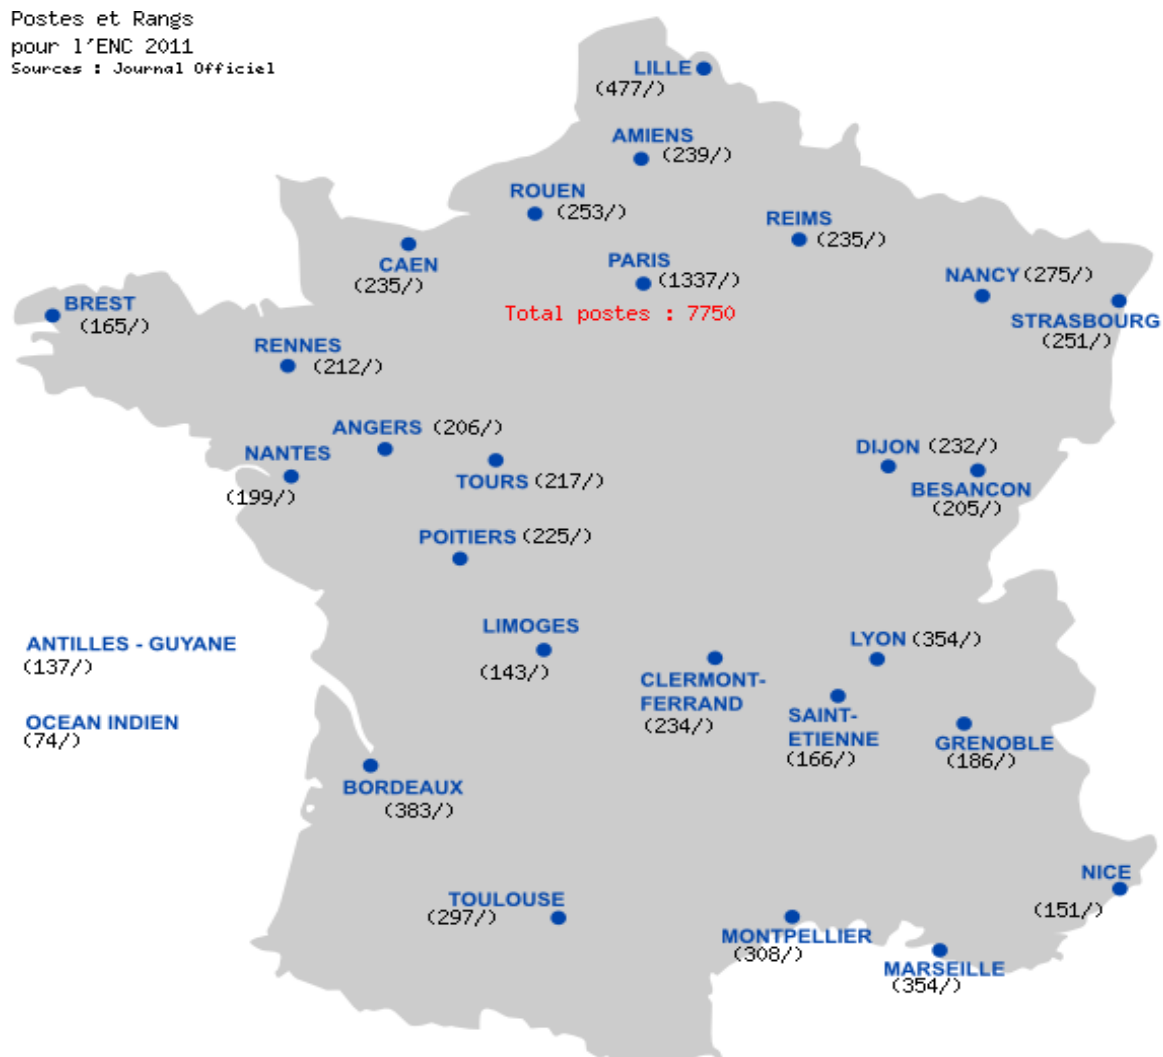 Postes et Rangs
pour l'ENC 2011
Sources : Journal Officiel
LILLE
(477/)
AMIENS
(239/)
ROUEN
(253/)
REIMS
(235/)
CAEN
(235/)
PARIS
(1337/)
Total postes : 7750
NANCY (275/)
STRASBOURG
(251/)
BREST
(165/)
RENNES
(212/)
ANGERS (206/)
NANTES
(199/)
TOURS (217/)
DIJON (232/)
BESANCON
(205/)
POITIERS (225/)
LIMOGES
(143/)
ANTILLES - GUYANE
(137/)
OCEAN INDIEN
(74/)
CLERMONT-
FERRAND
(234/)
LYON (354/)
SAINT-
ETIENNE
(166/)
GRENOBLE
(186/)
BORDEAUX
(383/)
TOULOUSE
(297/)
MONTPELLIER
(308/)
MARSEILLE
(354/)
NICE
(151/)